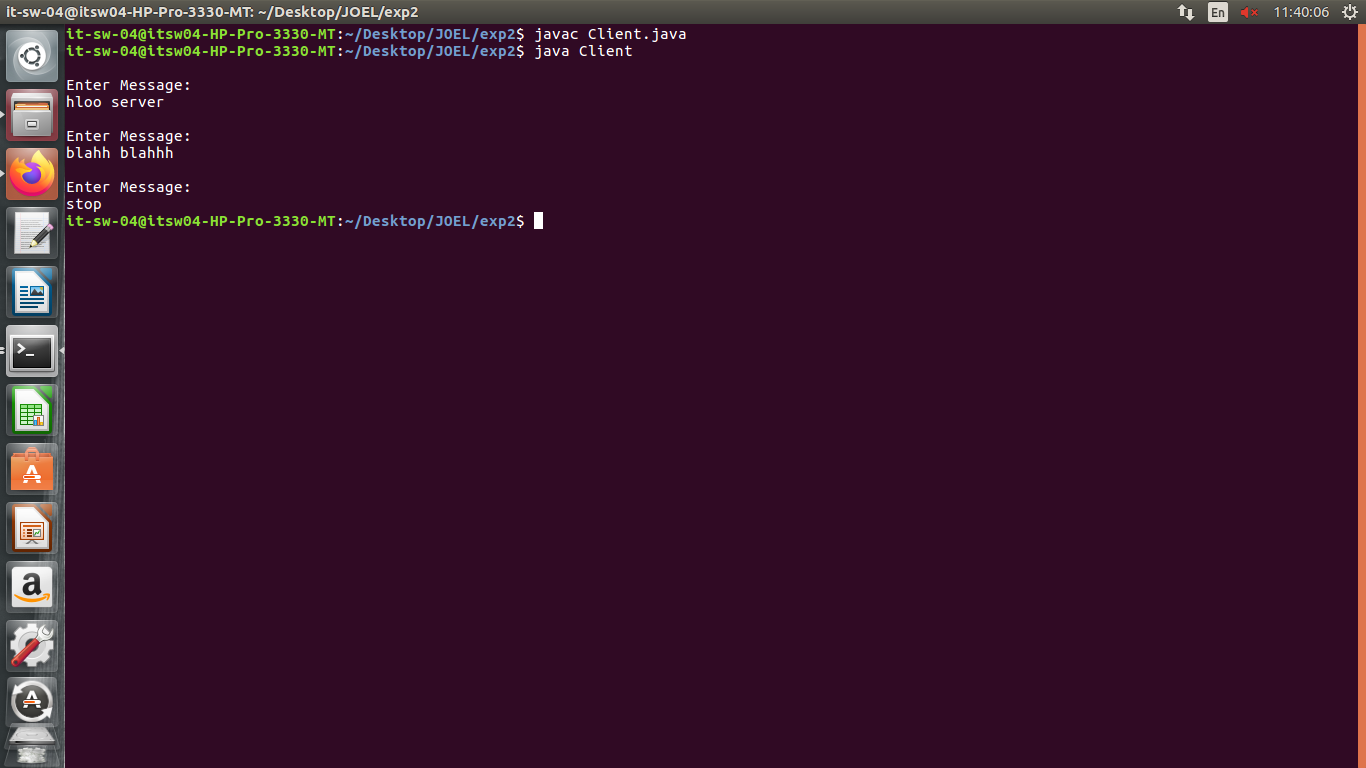 it-sw-04@itsw04-HP-Pro-3330-MT: ~/Desktop/JOEL/exp2
En
11:40:06
it-sw-04@itsw04-HP-Pro-3330-MT:~/Desktop/JOEL/exp2$ javac Client.java
it-sw-04@itsw04-HP-Pro-3330-MT:~/Desktop/JOEL/exp2$ java Client
Enter Message:
hloo server
Enter Message:
blahh blahhh
Enter Message:
stop
it-sw-04@itsw04-HP-Pro-3330-MT:~/Desktop/JOEL/exp2$